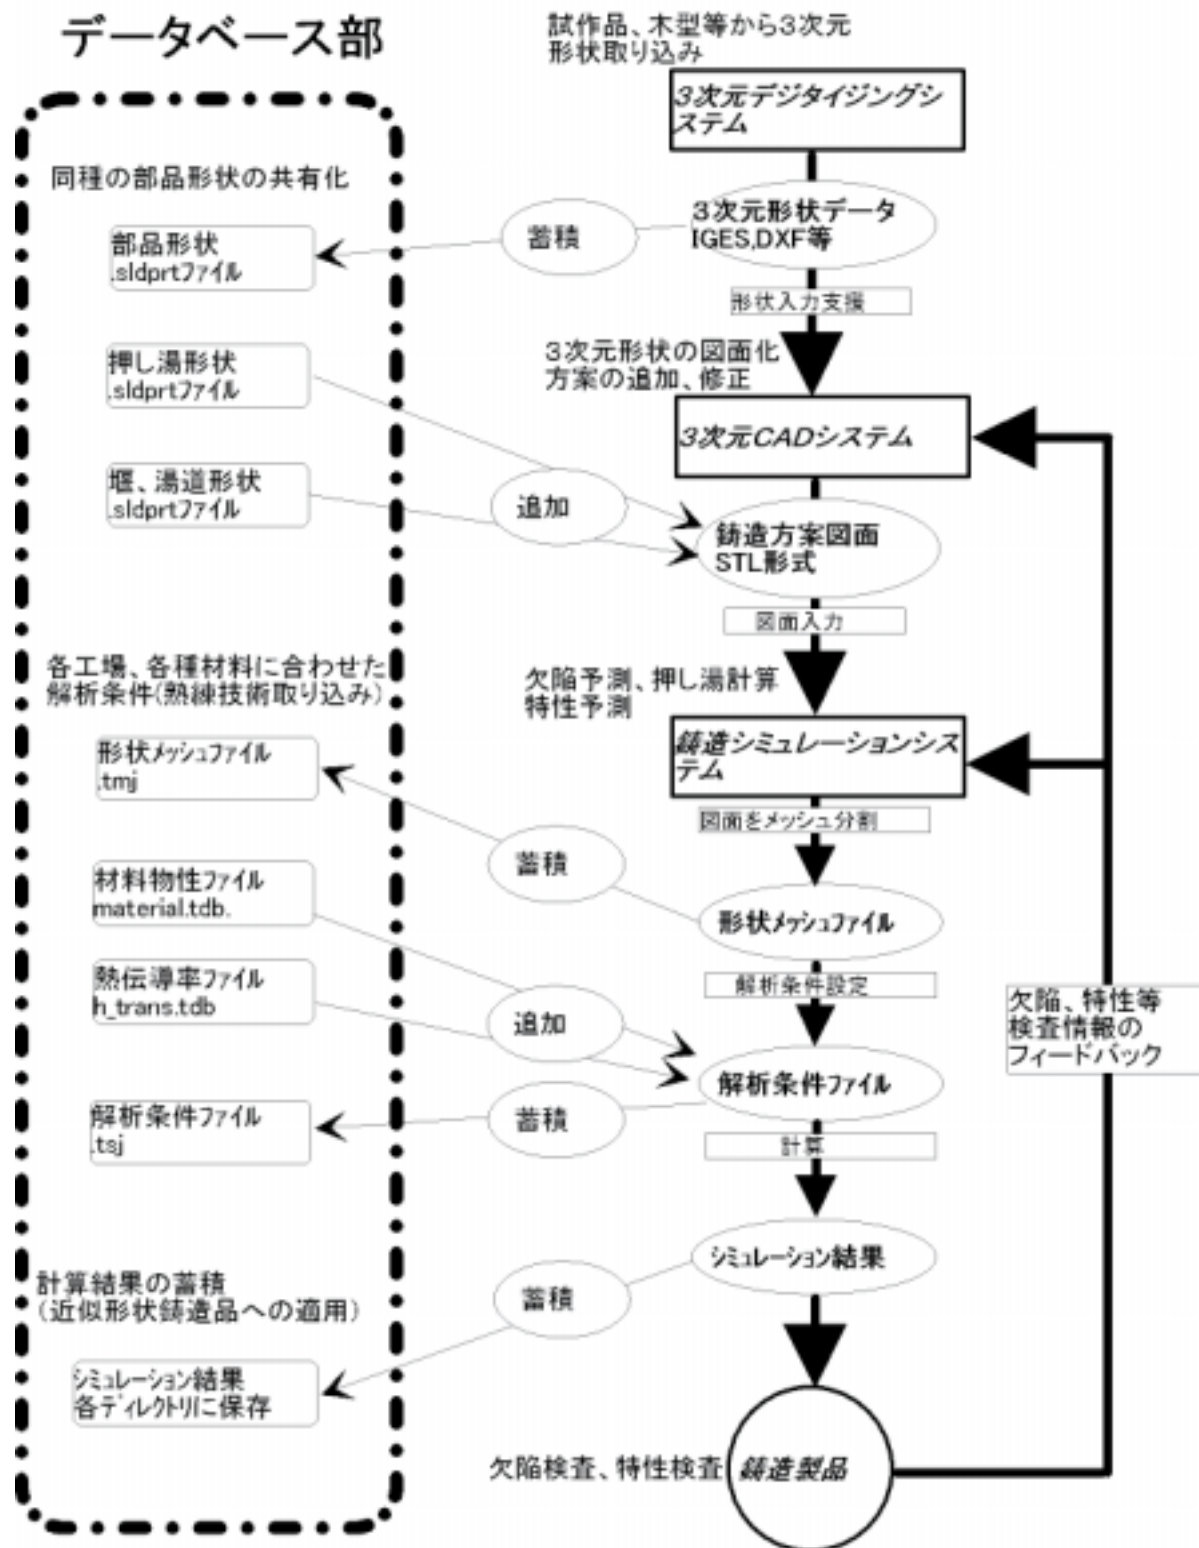 データベース部
試作品、木型等から３次元
形状取り込み
３次元デジタイジングシ
ステム
同種の部品形状の共有化
３次元形状データ
IGES,DXF等
蓄積
部品形状
.sldprtファイル
形状入力支援
押し湯形状
.sldprtファイル
３次元形状の図面化
方案の追加、修正
３次元CADシステム
堰、湯道形状
.sldprtファイル
追加
鋳造方案図面
STL形式
図面入力
各工場、各種材料に合わせた
解析条件(熟練技術取り込み)
欠陥予測、押し湯計算
特性予測
鋳造シミュレーションシス
テム
形状メッシュファイル
.tmj
図面をメッシュ分割
蓄積
材料物性ファイル
material.tdb.
形状メッシュファイル
熱伝導率ファイル
h_trans.tdb
解析条件設定
欠陥、特性等
検査情報の
フィードバック
追加
解析条件ファイル
解析条件ファイル
.tsj
蓄積
計算
シミュレーション結果
計算結果の蓄積
（近似形状鋳造品への適用）
蓄積
シミュレーション結果
各ディレクトリに保存
欠陥検査、特性検査
鋳造製品